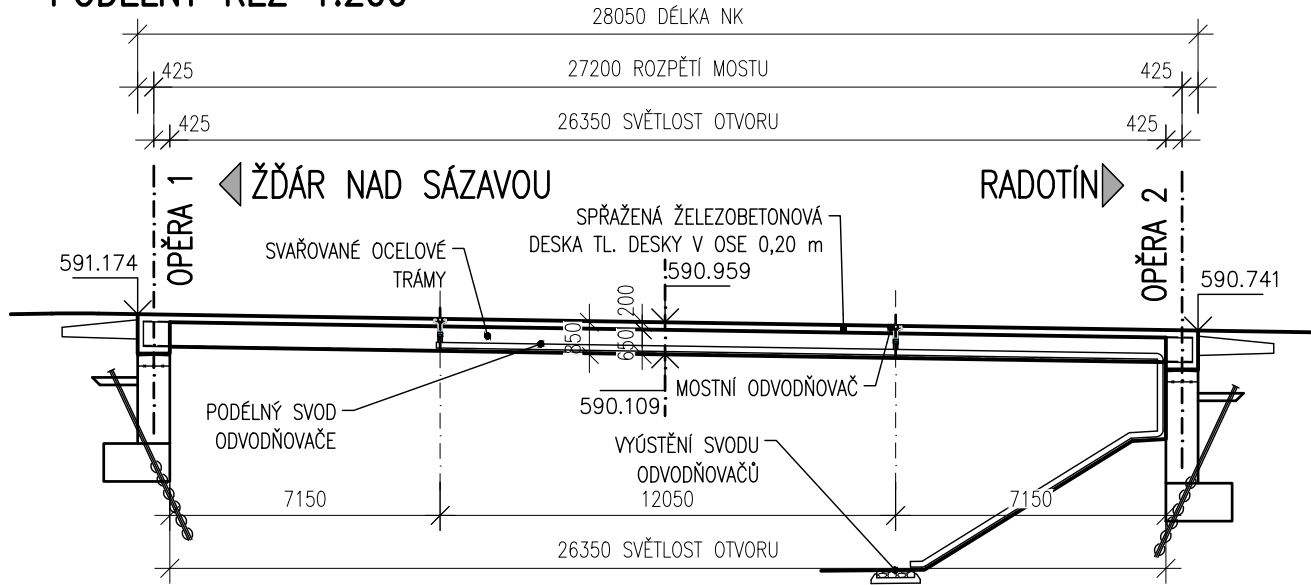 PODÉLNÝ ŘEZ 1:200
28050 DÉLKA NK
425
27200 ROZPĚTÍ MOSTU
425
425
26350 SVĚTLOST OTVORU
425
OPĚRA 1
ŽĎÁR NAD SÁZAVOU
RADOTÍN
OPĚRA 2
SPŘAŽENÁ ŽELEZOBETONOVÁ
DESKA TL. DESKY V OSE 0,20 m
SVAŘOVANÉ OCELOVÉ
TRÁMY
591.174
590.959
590.741
200
850
650
590.109
MOSTNÍ ODVODŇOVAČ
PODÉLNÝ SVOD
ODVODŇOVAČE
VYÚSTĚNÍ SVODU
ODVODŇOVAČŮ
7150
12050
7150
26350 SVĚTLOST OTVORU